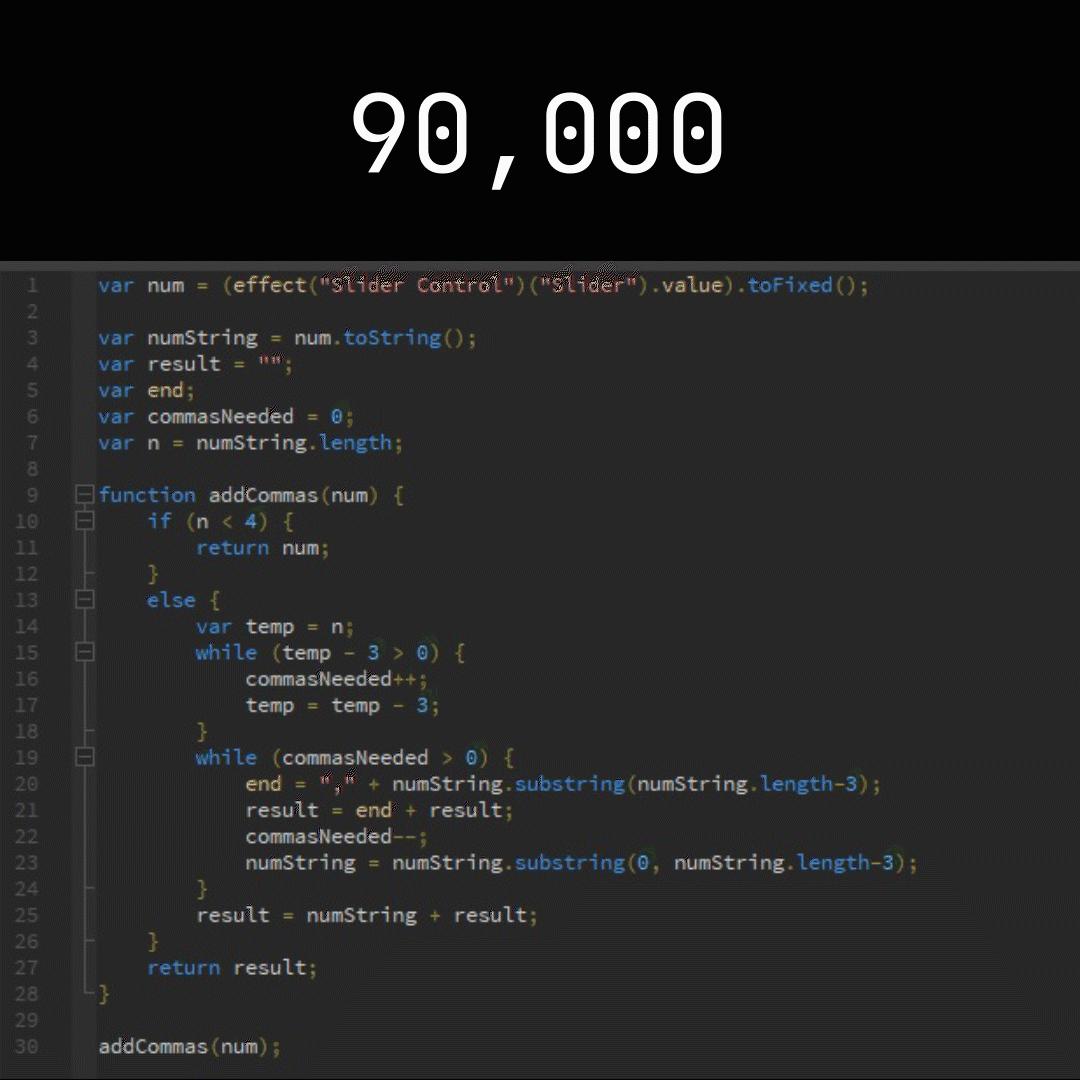 90,000
1 var num = (effect("Slider Control")("Slider").value).toFixed();
2
3 var numString = num.toString();
4 var result = "";
5 var end;
6 var commasNeeded = 0;
7 var n = numString.length;
8
9 function addCommas(num) {
10     if (n < 4) {
11         return num;
12     }
13     else {
14         var temp = n;
15         while (temp - 3 > 0) {
16             commasNeeded++;
17             temp = temp - 3;
18         }
19         while (commasNeeded > 0) {
20             end = "," + numString.substring(numString.length-3);
21             result = end + result;
22             commasNeeded--;
23             numString = numString.substring(0, numString.length-3);
24         }
25         result = numString + result;
26     }
27     return result;
28 }
29
30 addCommas(num);